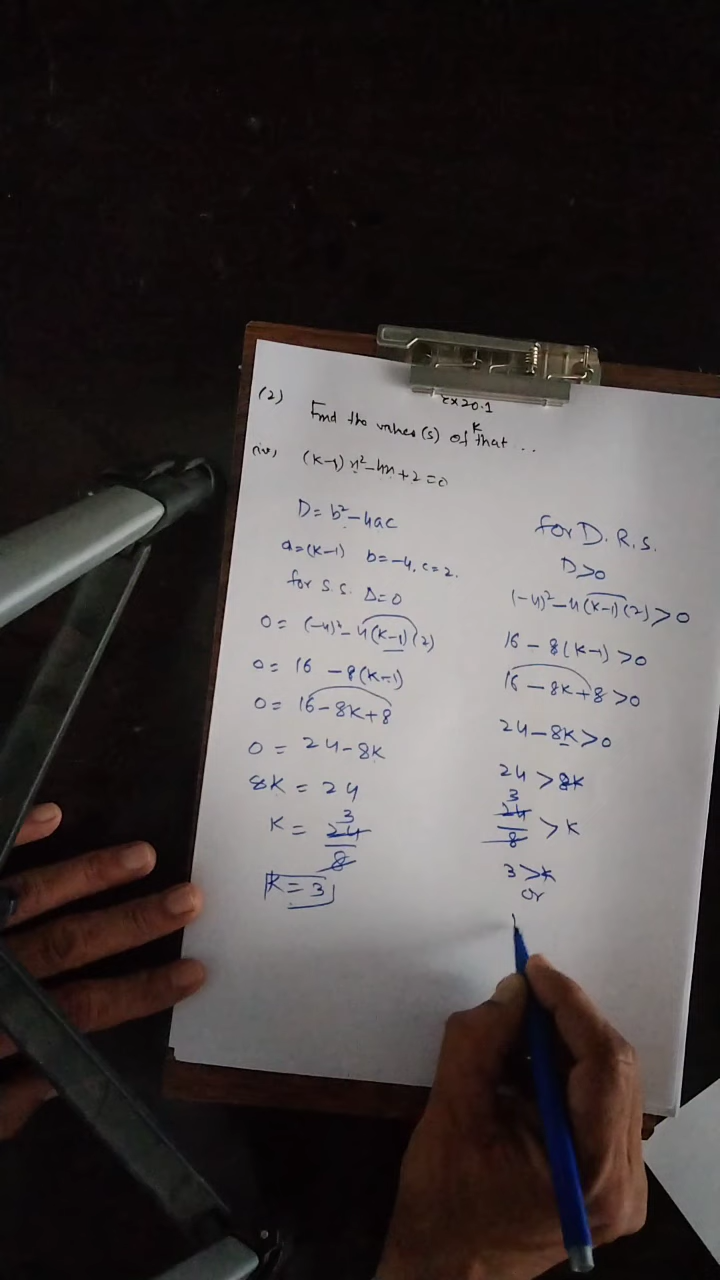 Ex 20.1
(2) Find the values(s) of k that ...
(iv) (K-1) x²-4x+2=0
D= b²-4ac
a=(K-1) b=-4, c=2.
for s.s. D=0
0= (-4)²-4(K-1)(2)
0= 16 -8(K-1)
0= 16-8K+8
0= 24-8K
8K = 24
K = 24/8 3
K = 3
For D.R.S.
D>0
(-4)²-4(K-1)(2)>0
16-8(K-1)>0
16-8K+8>0
24-8K>0
24>8K
3 24/8 >K
3>K
or